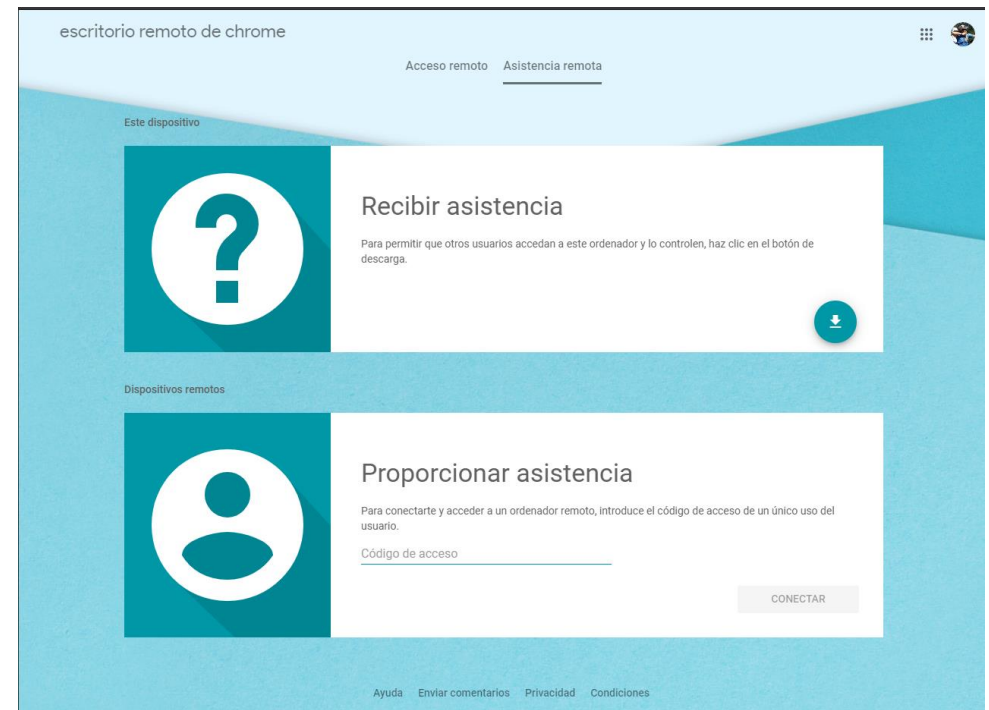 escritorio remoto de chrome
Acceso remoto Asistencia remota
Este dispositivo
Recibir asistencia
Para permitir que otros usuarios accedan a este ordenador y lo controlen, haz clic en el botón de
descarga.
Dispositivos remotos
Proporcionar asistencia
Para conectarte y acceder a un ordenador remoto, introduce el código de acceso de un único uso del
usuario.
Código de acceso
CONECTAR
Ayuda Enviar comentarios Privacidad Condiciones